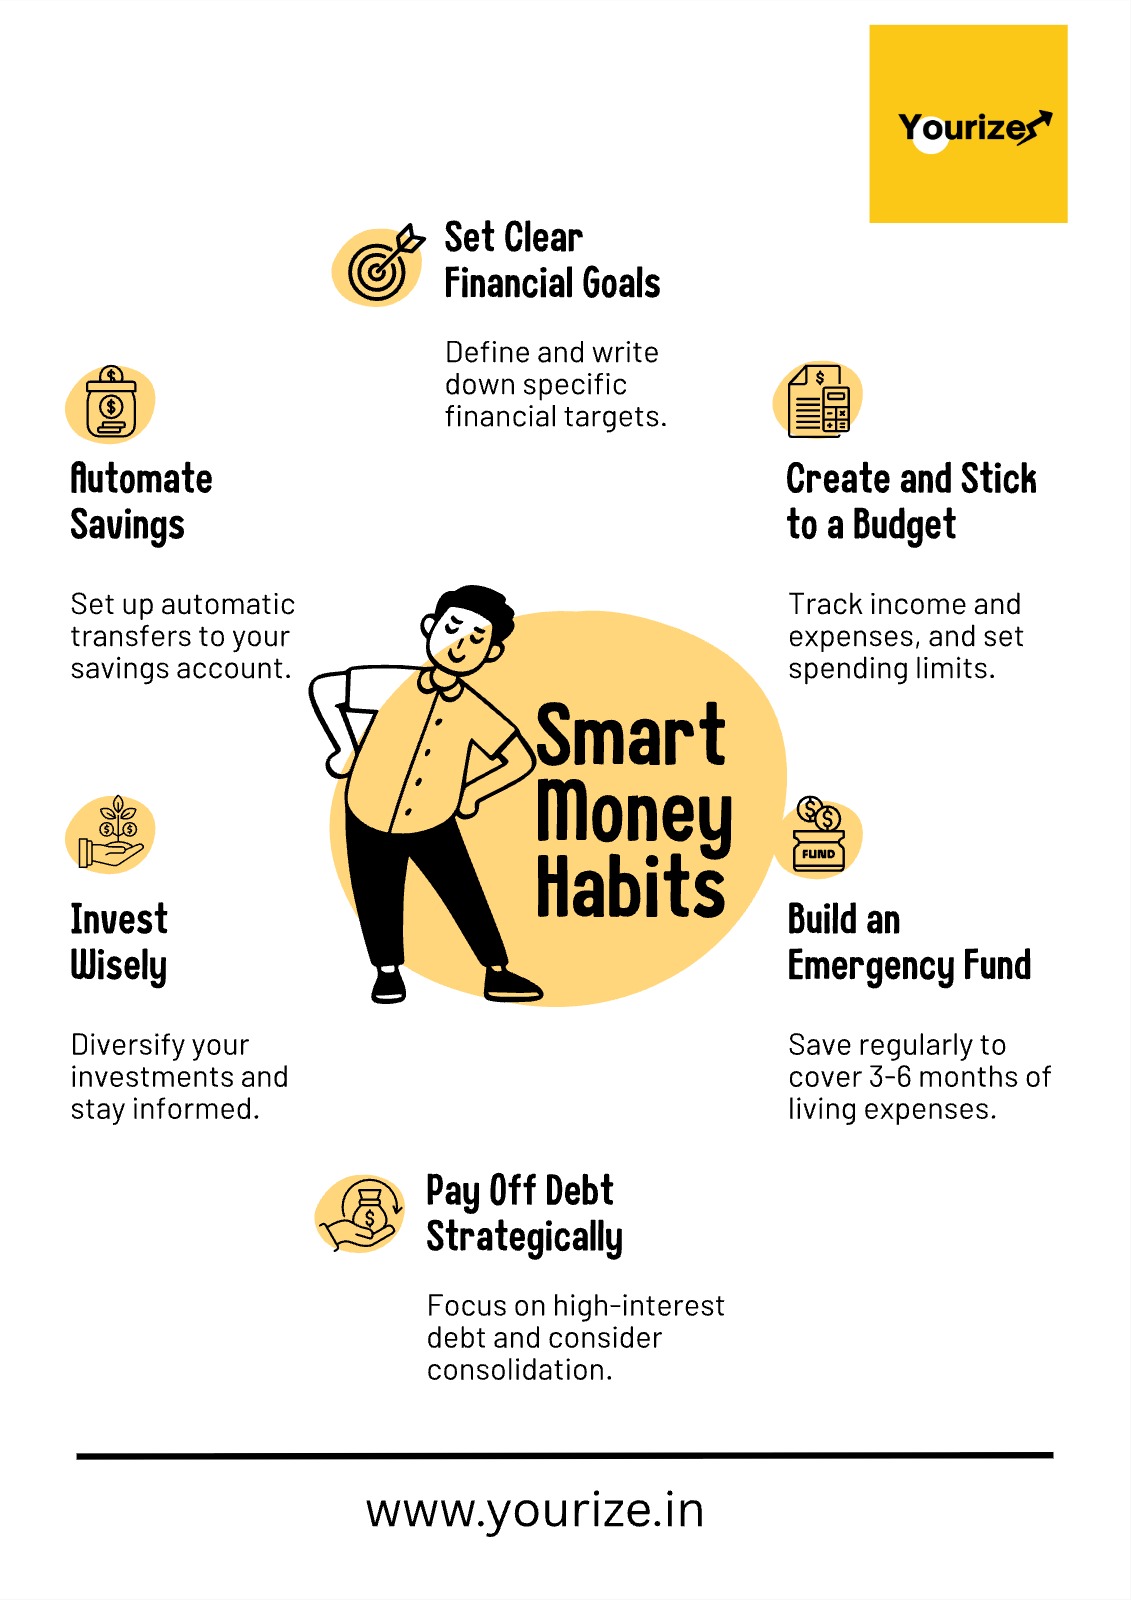 Yourize
Set Clear
Financial Goals
Define and write
down specific
financial targets.
Automate
Savings
Set up automatic
transfers to your
savings account.
Create and Stick
to a Budget
Track income and
expenses, and set
spending limits.
Smart
Money
Habits
Invest
Wisely
Diversify your
investments and
stay informed.
FUND
Build an
Emergency Fund
Save regularly to
cover 3-6 months of
living expenses.
Pay Off Debt
Strategically
Focus on high-interest
debt and consider
consolidation.
www.yourize.in